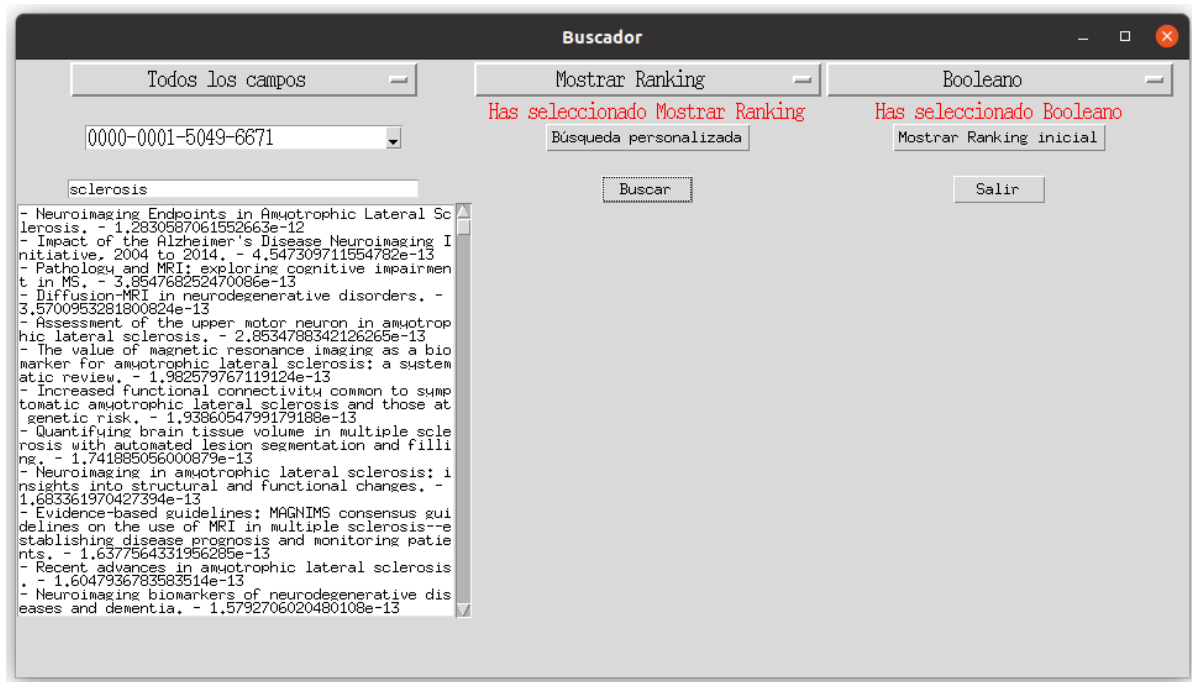 Buscador
Todos los campos
Mostrar Ranking
Booleano
Has seleccionado Mostrar Ranking
Has seleccionado Booleano
0000-0001-5049-6671
Búsqueda personalizada
Mostrar Ranking inicial
sclerosis
Buscar
Salir
- Neuroimaging Endpoints in Amyotrophic Lateral Sc
lerosis. - 1.2830587061552663e-12
- Impact of the Alzheimer's Disease Neuroimaging I
nitiative, 2004 to 2014. - 4.547309711554782e-13
- Pathology and MRI: exploring cognitive impairmen
t in MS. - 3.854768252470086e-13
- Diffusion-MRI in neurodegenerative disorders. -
3.5700953281800824e-13
- Assessment of the upper motor neuron in amyotrop
hic lateral sclerosis. - 2.8534788342126265e-13
- The value of magnetic resonance imaging as a bio
marker for amyotrophic lateral sclerosis: a system
atic review. - 1.982579767119124e-13
- Increased functional connectivity common to symp
tomatic amyotrophic lateral sclerosis and those at
genetic risk. - 1.9386054799179188e-13
- Quantifying brain tissue volume in multiple scle
rosis with automated lesion segmentation and filli
ng. - 1.741885056000879e-13
- Neuroimaging in amyotrophic lateral sclerosis: i
nsights into structural and functional changes. -
1.683361970427394e-13
- Evidence-based guidelines: MAGNIMS consensus gui
delines on the use of MRI in multiple sclerosis--e
stablishing disease prognosis and monitoring patie
nts. - 1.6377564331956285e-13
- Recent advances in amyotrophic lateral sclerosis
. - 1.6047936783583514e-13
- Neuroimaging biomarkers of neurodegenerative dis
eases and dementia. - 1.5792706020480108e-13